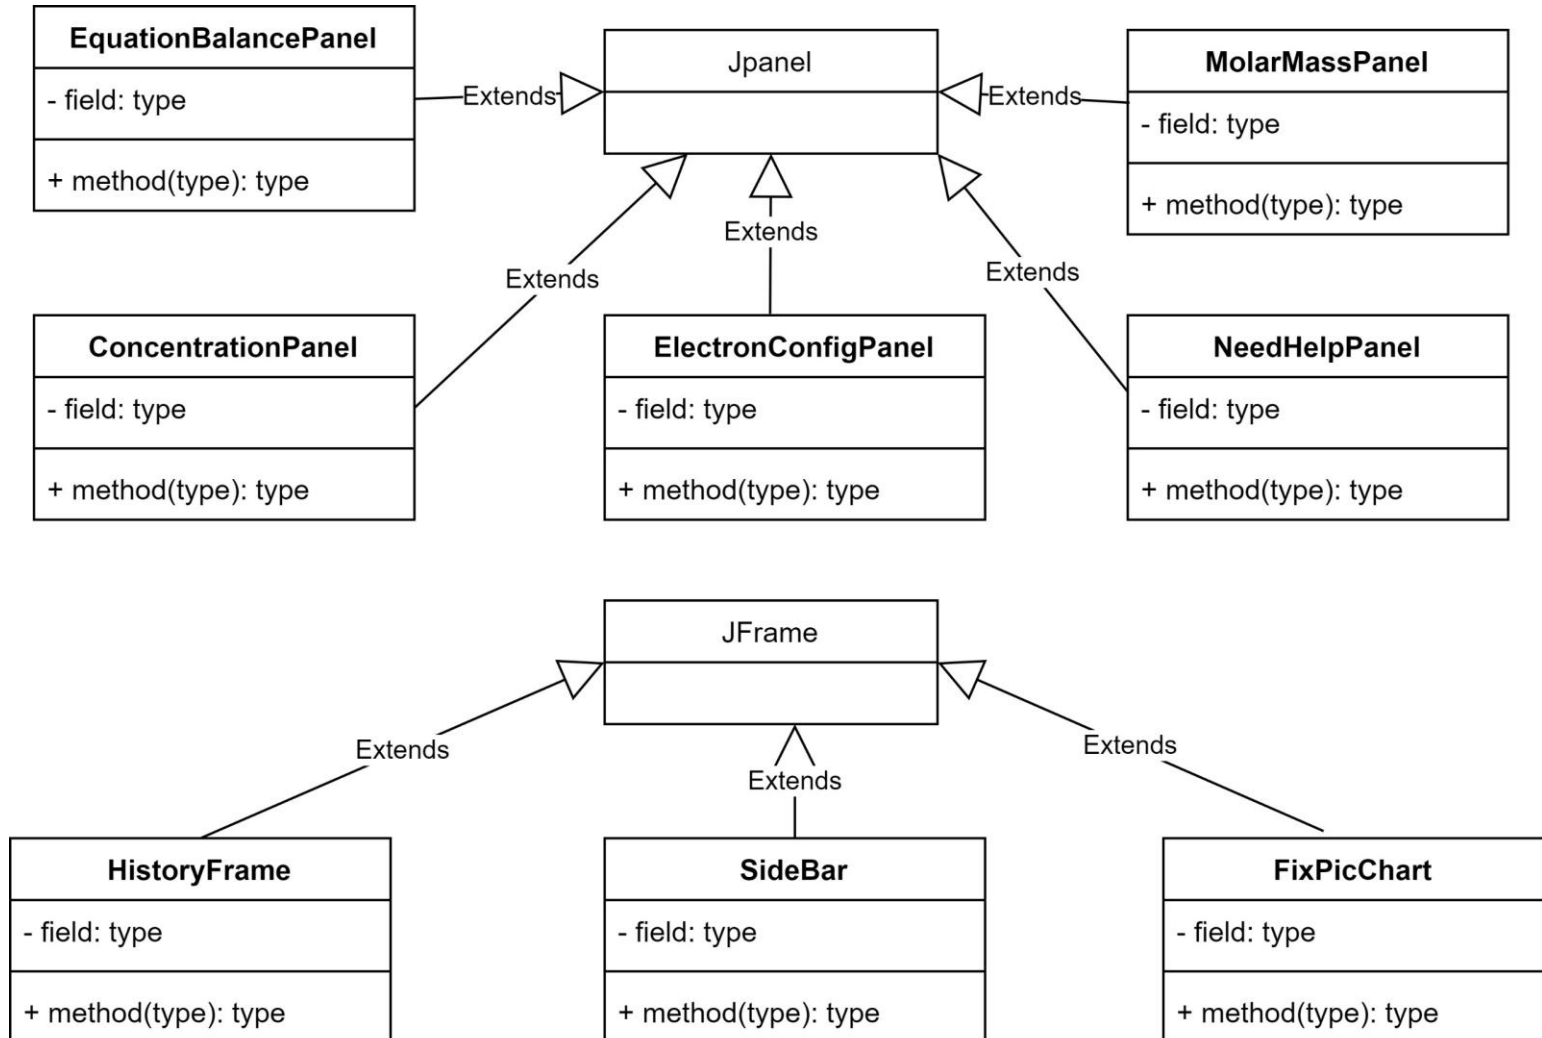 EquationBalancePanel
- field: type
+ method(type): type
Extends
Jpanel
Extends
MolarMassPanel
- field: type
+ method(type): type
Extends
Extends
Extends
ConcentrationPanel
- field: type
+ method(type): type
ElectronConfigPanel
- field: type
+ method(type): type
NeedHelpPanel
- field: type
+ method(type): type
JFrame
Extends
Extends
Extends
HistoryFrame
- field: type
+ method(type): type
SideBar
- field: type
+ method(type): type
FixPicChart
- field: type
+ method(type): type